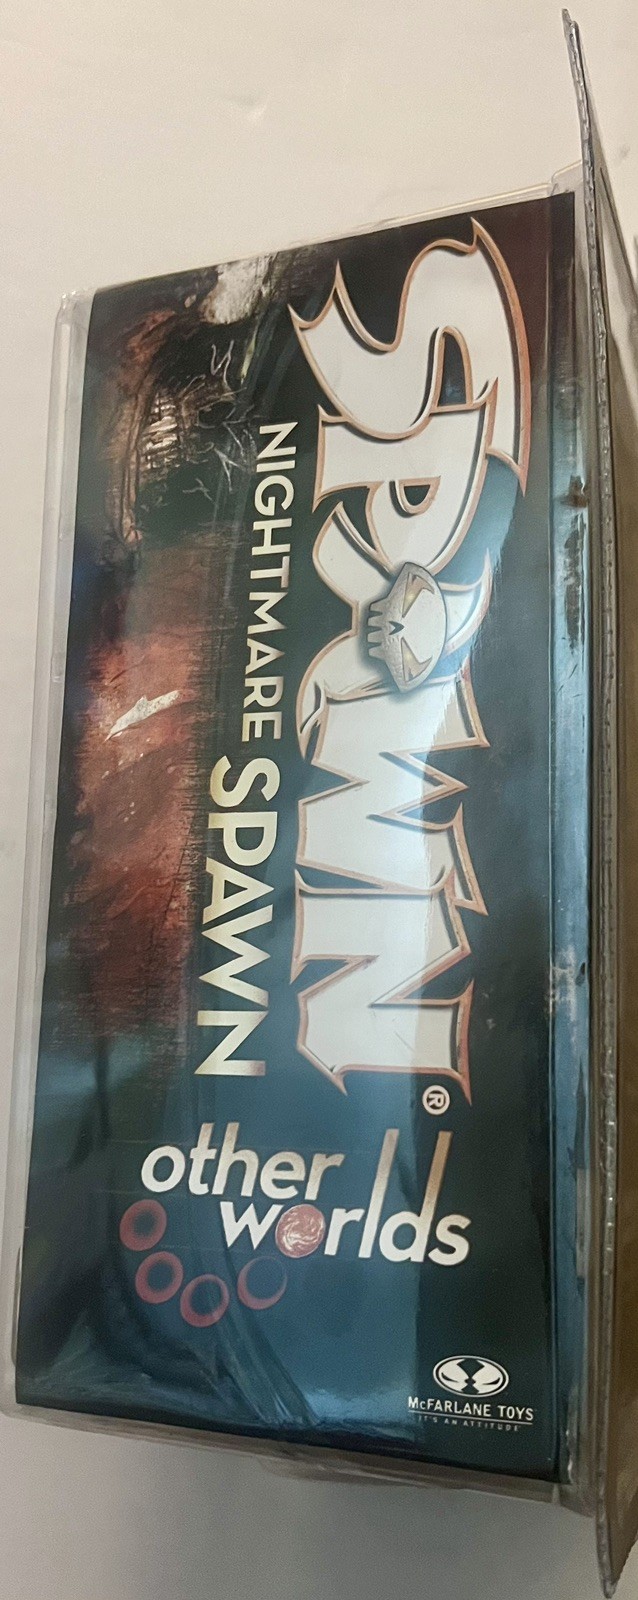 SPAWN®
NIGHTMARE SPAWN
other
worlds
McFARLANE TOYS
IT'S AN ATTITUDE